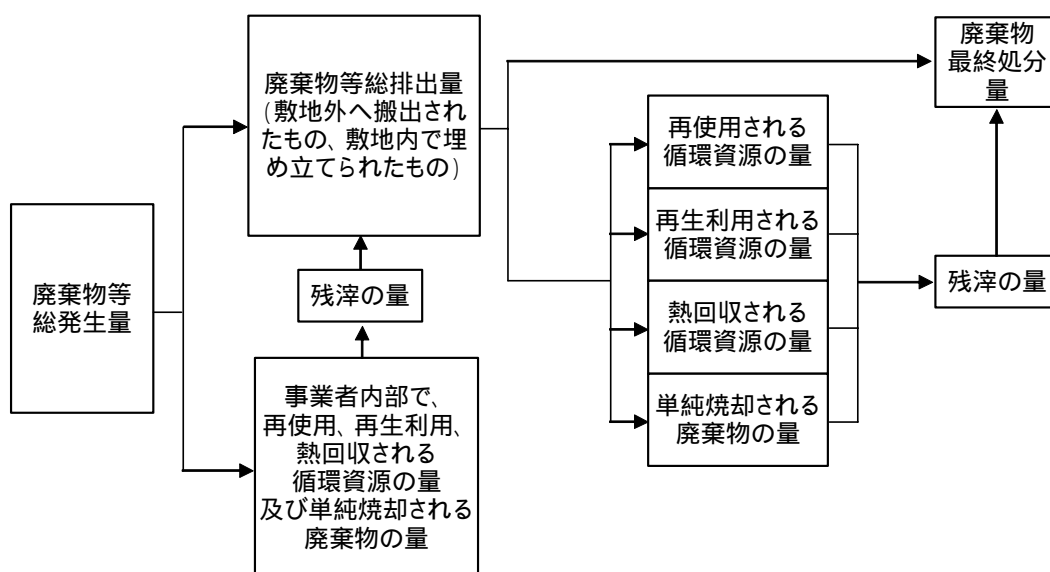 廃棄物等
総発生量
廃棄物等総排出量
(敷地外へ搬出され
たもの、敷地内で埋
め立てられたもの)
残滓の量
事業者内部で、
再使用、再生利用、
熱回収される
循環資源の量
及び単純焼却される
廃棄物の量
再使用される
循環資源の量
再生利用される
循環資源の量
熱回収される
循環資源の量
単純焼却される
廃棄物の量
廃棄物
最終処分
量
残滓の量